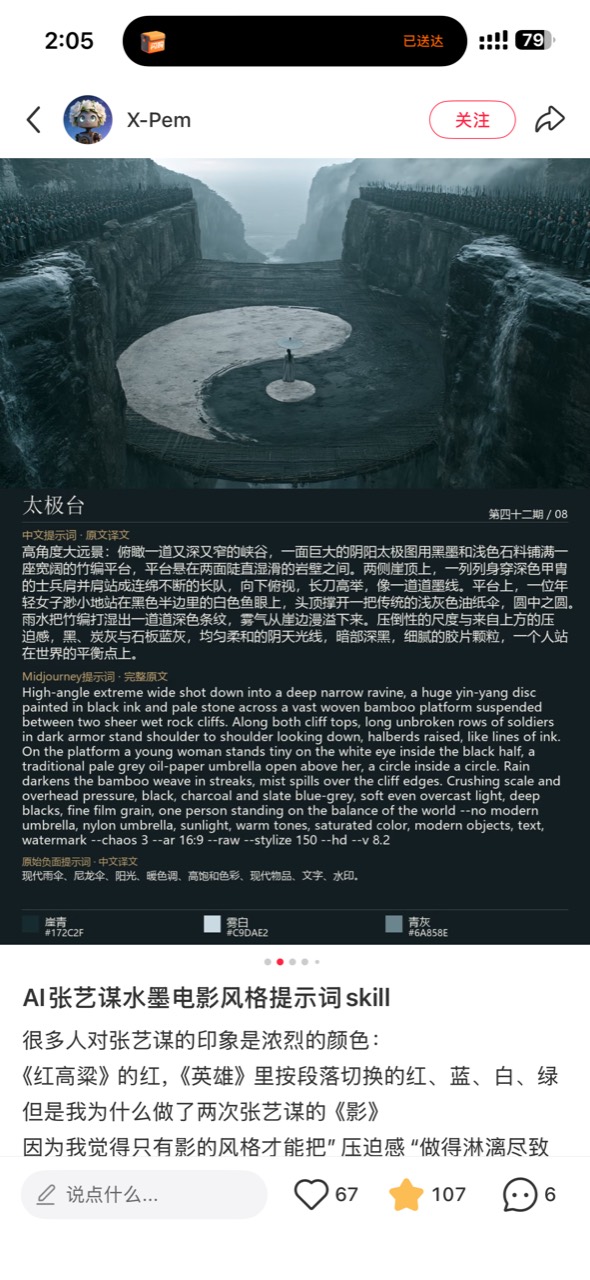 2:05
已送达
79
X-Pem
关注
太极台
第四十二期 / 08
中文提示词 · 原文译文
高角度大远景：俯瞰一道又深又窄的峡谷，一面巨大的阴阳太极图用黑墨和浅色石料铺满一
座宽阔的竹编平台，平台悬在两面陡直湿滑的岩壁之间。两侧崖顶上，一列列身穿深色甲胄
的士兵肩并肩站成连绵不断的长队，向下俯视，长刀高举，像一道道墨线。平台上，一位年
轻女子渺小地站在黑色半边里的白色鱼眼上，头顶撑开一把传统的浅灰色油纸伞，圆中之圆。
雨水把竹编打湿出一道道深色条纹，雾气从崖边漫溢下来。压倒性的尺度与来自上方的压
迫感，黑、炭灰与石板蓝灰，均匀柔和的阴天光线，暗部深黑，细腻的胶片颗粒，一个人站
在世界的平衡点上。
Midjourney提示词 · 完整原文
High-angle extreme wide shot down into a deep narrow ravine, a huge yin-yang disc
painted in black ink and pale stone across a vast woven bamboo platform suspended
between two sheer wet rock cliffs. Along both cliff tops, long unbroken rows of soldiers
in dark armor stand shoulder to shoulder looking down, halberds raised, like lines of ink.
On the platform a young woman stands tiny on the white eye inside the black half, a
traditional pale grey oil-paper umbrella open above her, a circle inside a circle. Rain
darkens the bamboo weave in streaks, mist spills over the cliff edges. Crushing scale and
overhead pressure, black, charcoal and slate blue-grey, soft even overcast light, deep
blacks, fine film grain, one person standing on the balance of the world --no modern
umbrella, nylon umbrella, sunlight, warm tones, saturated color, modern objects, text,
watermark --chaos 3 --ar 16:9 --raw --stylize 150 --hd --v 8.2
原始负面提示词 · 中文译文
现代雨伞、尼龙伞、阳光、暖色调、高饱和色彩、现代物品、文字、水印。
崖青
#172C2F
雾白
#C9DAE2
青灰
#6A858E
AI张艺谋水墨电影风格提示词skill
很多人对张艺谋的印象是浓烈的颜色：
《红高粱》的红，《英雄》里按段落切换的红、蓝、白、绿
但是我为什么做了两次张艺谋的《影》
因为我觉得只有影的风格才能把” 压迫感 “做得淋漓尽致
说点什么...
67
107
6